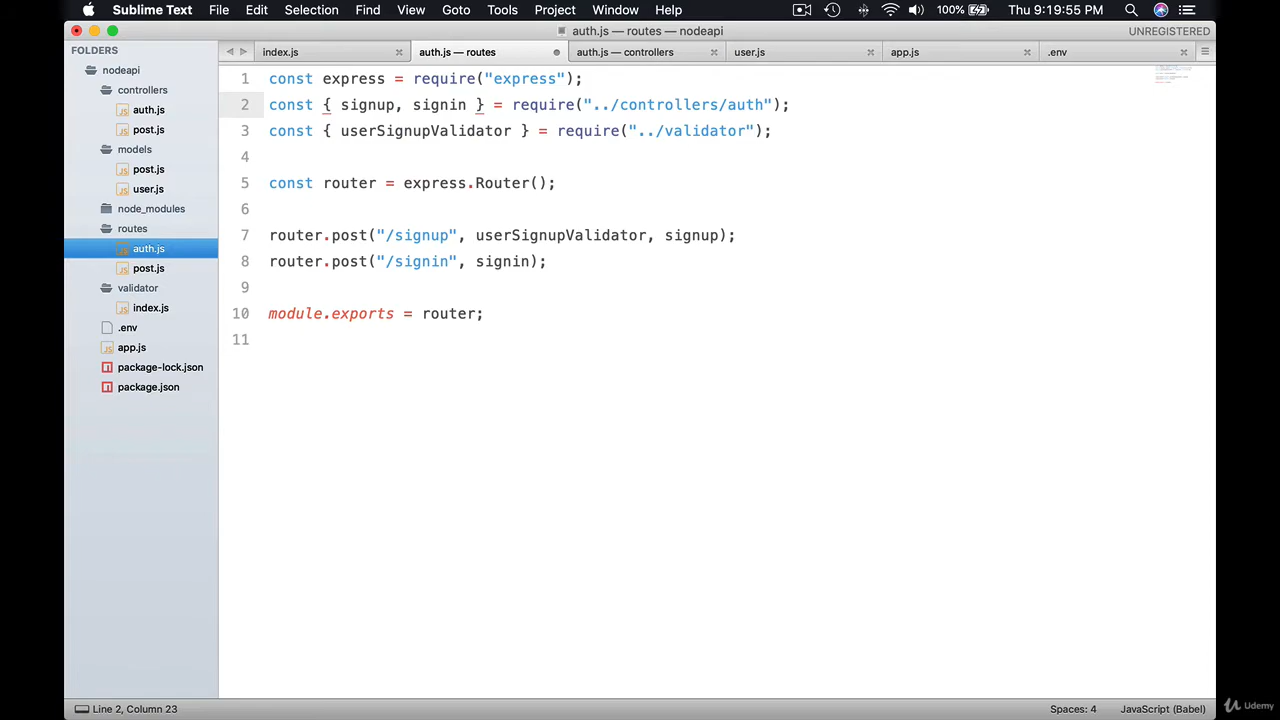 Sublime Text File Edit Selection Find View Goto Tools Project Window Help 100% Thu 9:19:55 PM
auth.js — routes — nodeapi UNREGISTERED
FOLDERS
nodeapi
controllers
auth.js
post.js
models
post.js
user.js
node_modules
routes
auth.js
post.js
validator
index.js
.env
app.js
package-lock.json
package.json
index.js auth.js — routes auth.js — controllers user.js app.js .env
1 const express = require("express");
2 const { signup, signin } = require("../controllers/auth");
3 const { userSignupValidator } = require("../validator");
4
5 const router = express.Router();
6
7 router.post("/signup", userSignupValidator, signup);
8 router.post("/signin", signin);
9
10 module.exports = router;
11
Line 2, Column 23 Spaces: 4 JavaScript (Babel)
Udemy